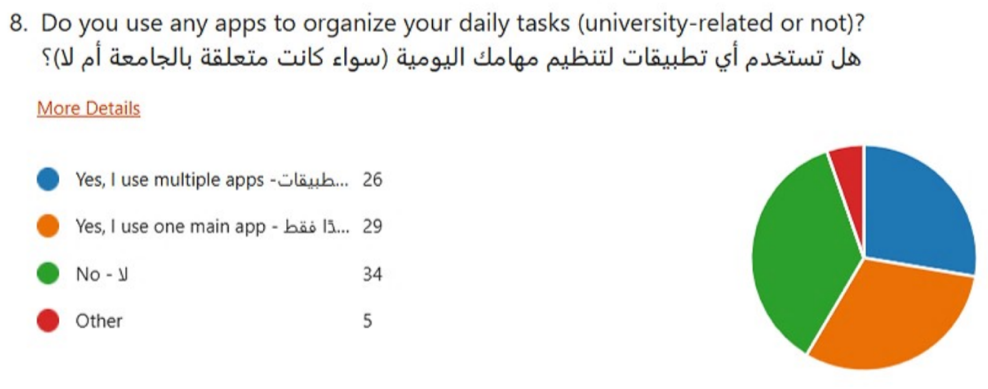 8. Do you use any apps to organize your daily tasks (university-related or not)?
هل تستخدم أي تطبيقات لتنظيم مهامك اليومية (سواء كانت متعلقة بالجامعة أم لا)؟
More Details
Yes, I use multiple apps -طبيقات... 26
Yes, I use one main app - دًا فقط... 29
No - لا 34
Other 5